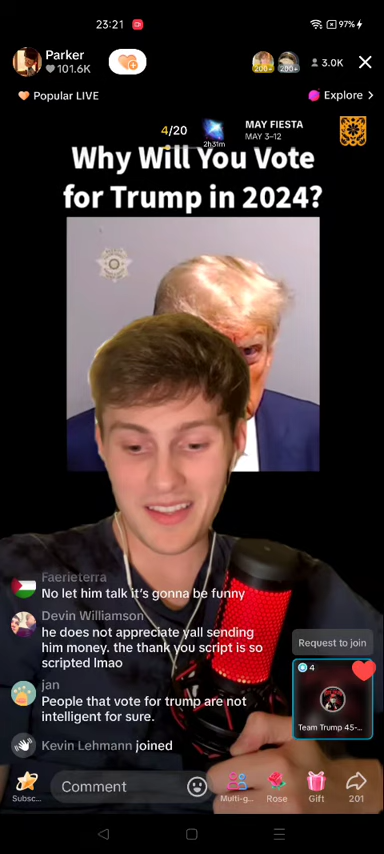 23:21
97%
Parker
101.6K
200+
200+
3.0K
Popular LIVE
Explore
4/20
2h31m
MAY FIESTA
MAY 3–12
Why Will You Vote
for Trump in 2024?
Faerieterra
No let him talk it’s gonna be funny
Devin Williamson
he does not appreciate yall sending
him money. the thank you script is so
scripted lmao
jan
People that vote for trump are not
intelligent for sure.
Kevin Lehmann joined
Request to join
4
Team Trump 45-...
Comment
Subsc...
Multi-g...
Rose
Gift
201